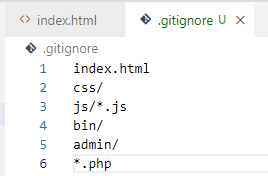 index.html
.gitignore U
.gitignore
1 index.html
2 css/
3 js/*.js
4 bin/
5 admin/
6 *.php